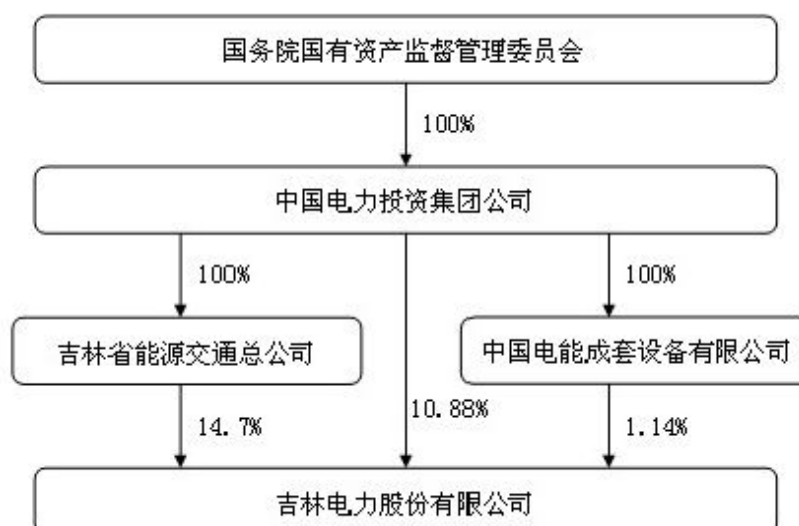 国务院国有资产监督管理委员会
100%
中国电力投资集团公司
100%
100%
吉林省能源交通总公司
中国电能成套设备有限公司
14.7%
10.88%
1.14%
吉林电力股份有限公司